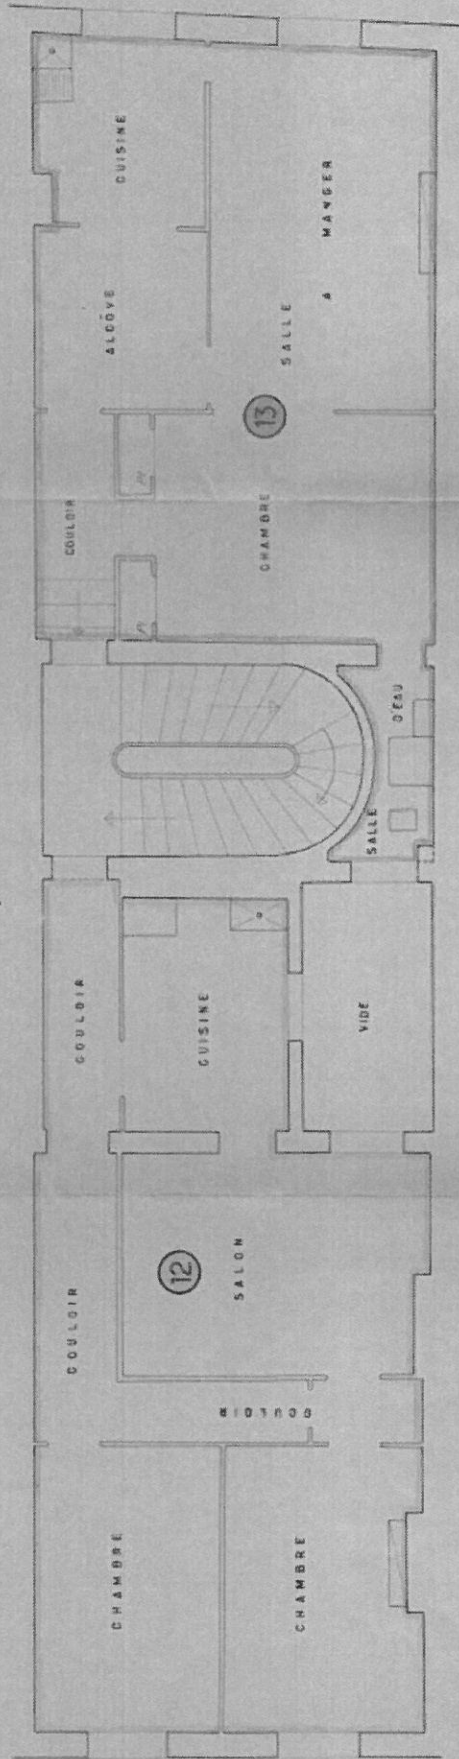 CUISINE
ALCÔVE
SALLE A MANGER
13
COULOIR
CHAMBRE
SALLE D'EAU
COULOIR
CUISINE
VIDE
COULOIR
12
SALON
COULOIR
CHAMBRE
CHAMBRE